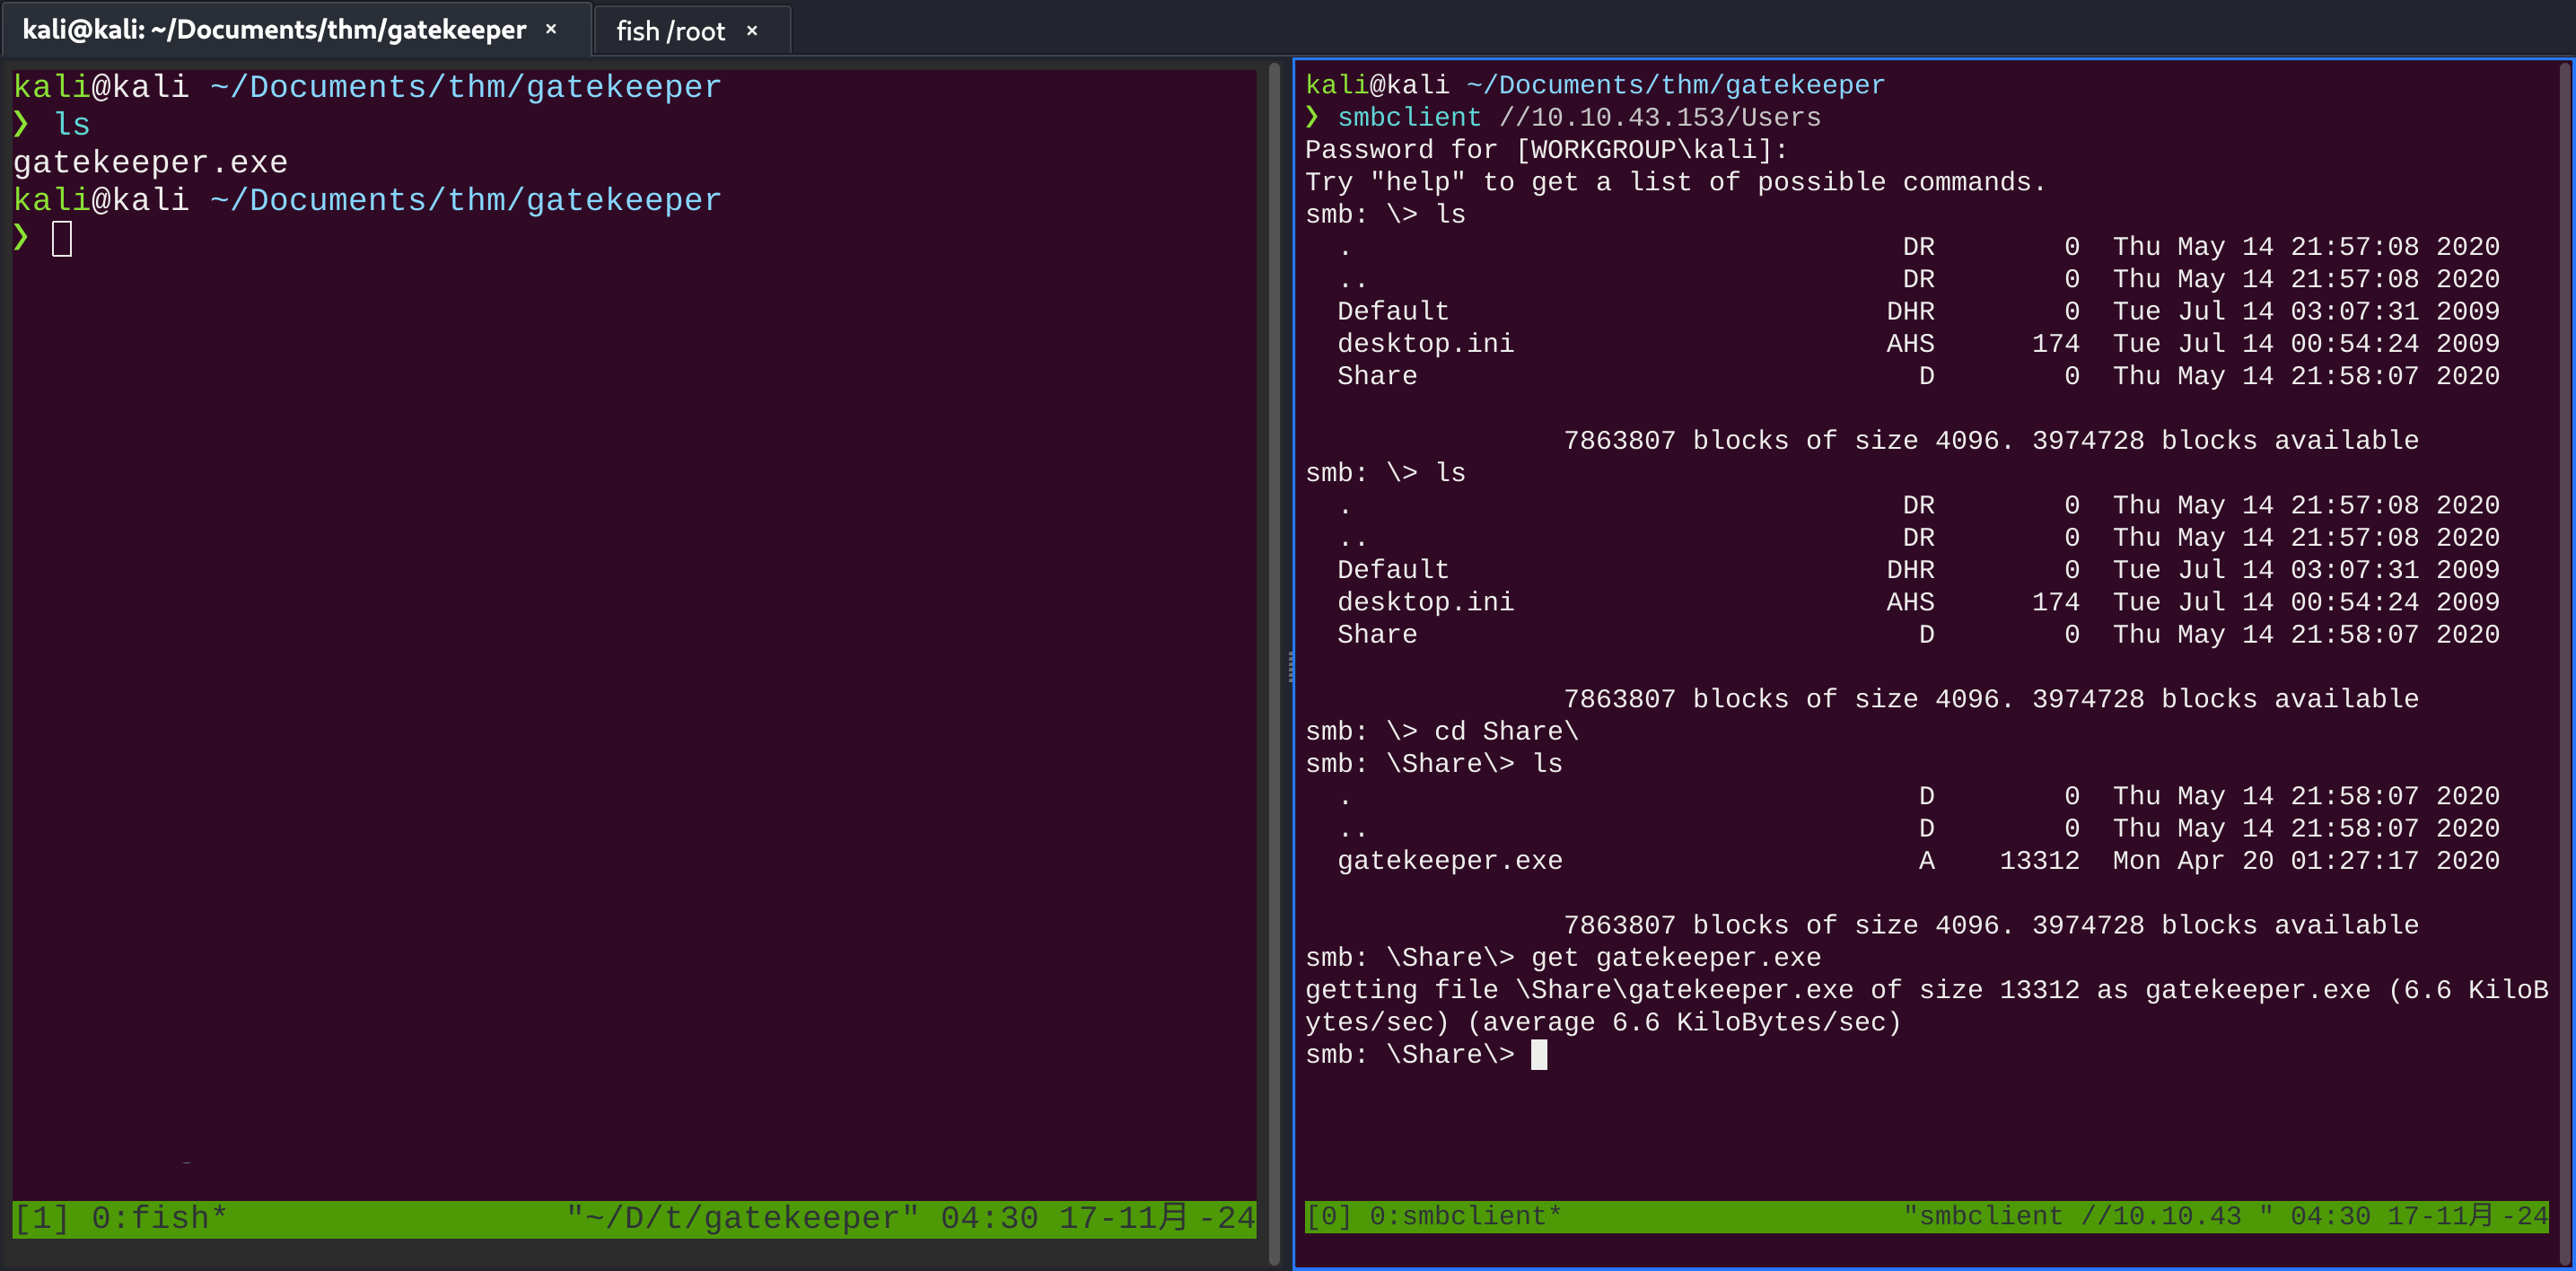 kali@kali: ~/Documents/thm/gatekeeper ×
fish /root ×
kali@kali ~/Documents/thm/gatekeeper
❯ ls
gatekeeper.exe
kali@kali ~/Documents/thm/gatekeeper
❯
[1] 0:fish* "~/D/t/gatekeeper" 04:30 17-11月-24
kali@kali ~/Documents/thm/gatekeeper
❯ smbclient //10.10.43.153/Users
Password for [WORKGROUP\kali]:
Try "help" to get a list of possible commands.
smb: \> ls
. DR 0 Thu May 14 21:57:08 2020
.. DR 0 Thu May 14 21:57:08 2020
Default DHR 0 Tue Jul 14 03:07:31 2009
desktop.ini AHS 174 Tue Jul 14 00:54:24 2009
Share D 0 Thu May 14 21:58:07 2020
7863807 blocks of size 4096. 3974728 blocks available
smb: \> ls
. DR 0 Thu May 14 21:57:08 2020
.. DR 0 Thu May 14 21:57:08 2020
Default DHR 0 Tue Jul 14 03:07:31 2009
desktop.ini AHS 174 Tue Jul 14 00:54:24 2009
Share D 0 Thu May 14 21:58:07 2020
7863807 blocks of size 4096. 3974728 blocks available
smb: \> cd Share\
smb: \Share\> ls
. D 0 Thu May 14 21:58:07 2020
.. D 0 Thu May 14 21:58:07 2020
gatekeeper.exe A 13312 Mon Apr 20 01:27:17 2020
7863807 blocks of size 4096. 3974728 blocks available
smb: \Share\> get gatekeeper.exe
getting file \Share\gatekeeper.exe of size 13312 as gatekeeper.exe (6.6 KiloB
ytes/sec) (average 6.6 KiloBytes/sec)
smb: \Share\>
[0] 0:smbclient* "smbclient //10.10.43 " 04:30 17-11月-24